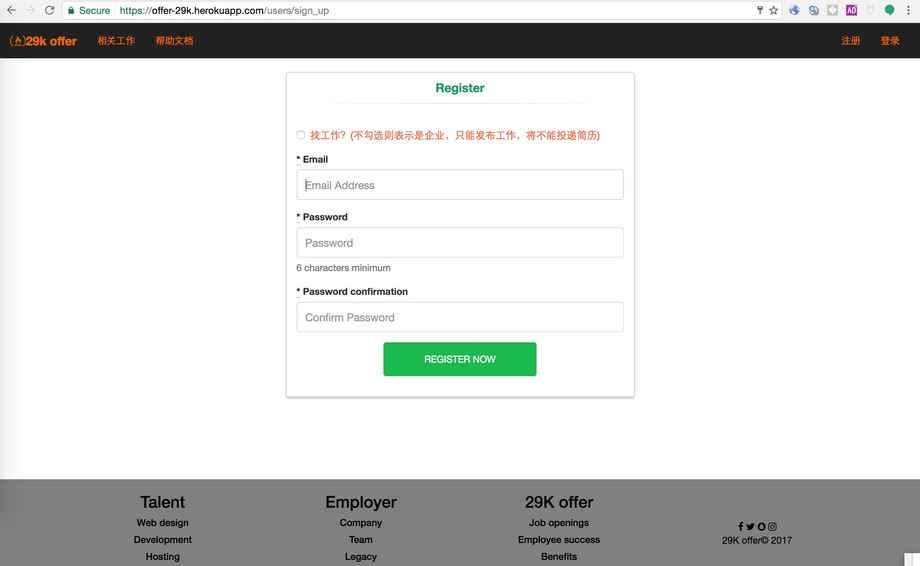 Secure https://offer-29k.herokuapp.com/users/sign_up
29k offer 相关工作 帮助文档 注册 登录
Register
找工作？(不勾选则表示是企业，只能发布工作，将不能投递简历)
* Email
Email Address
* Password
Password
6 characters minimum
* Password confirmation
Confirm Password
REGISTER NOW
Talent
Web design
Development
Hosting
Employer
Company
Team
Legacy
29K offer
Job openings
Employee success
Benefits
29K offer© 2017